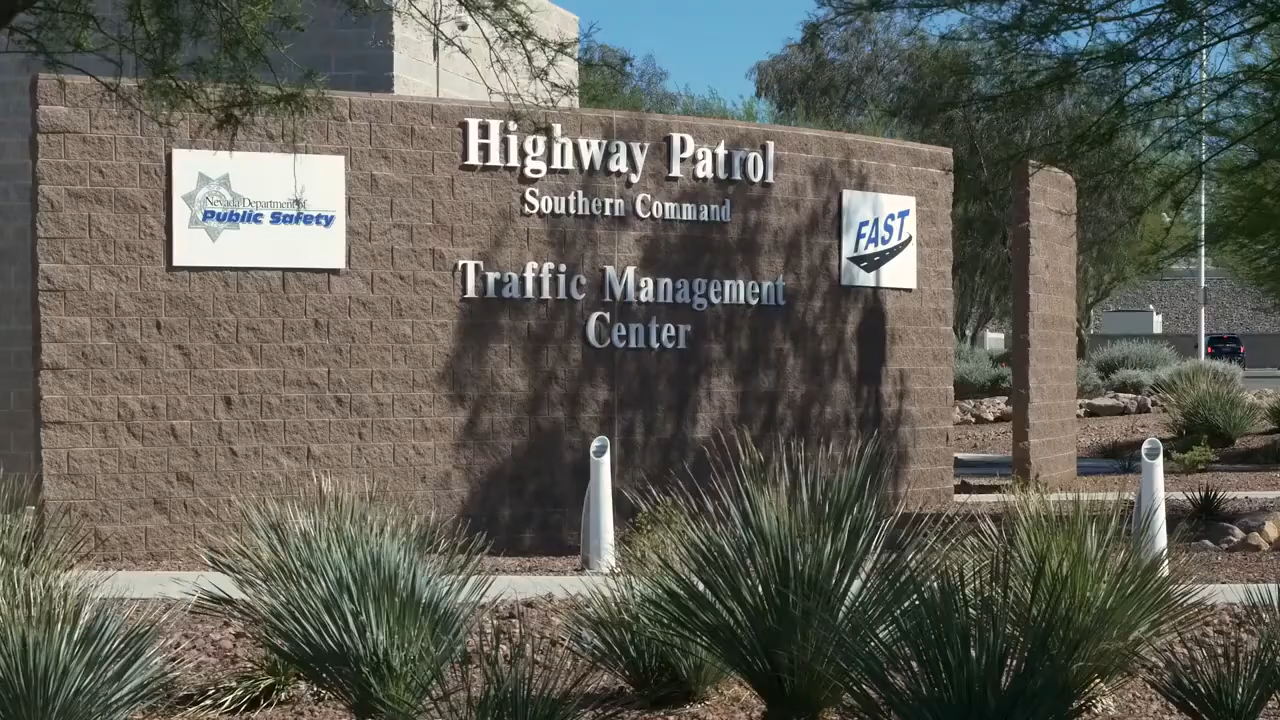 Nevada Department of
Public Safety
Highway Patrol
Southern Command
Traffic Management
Center
FAST